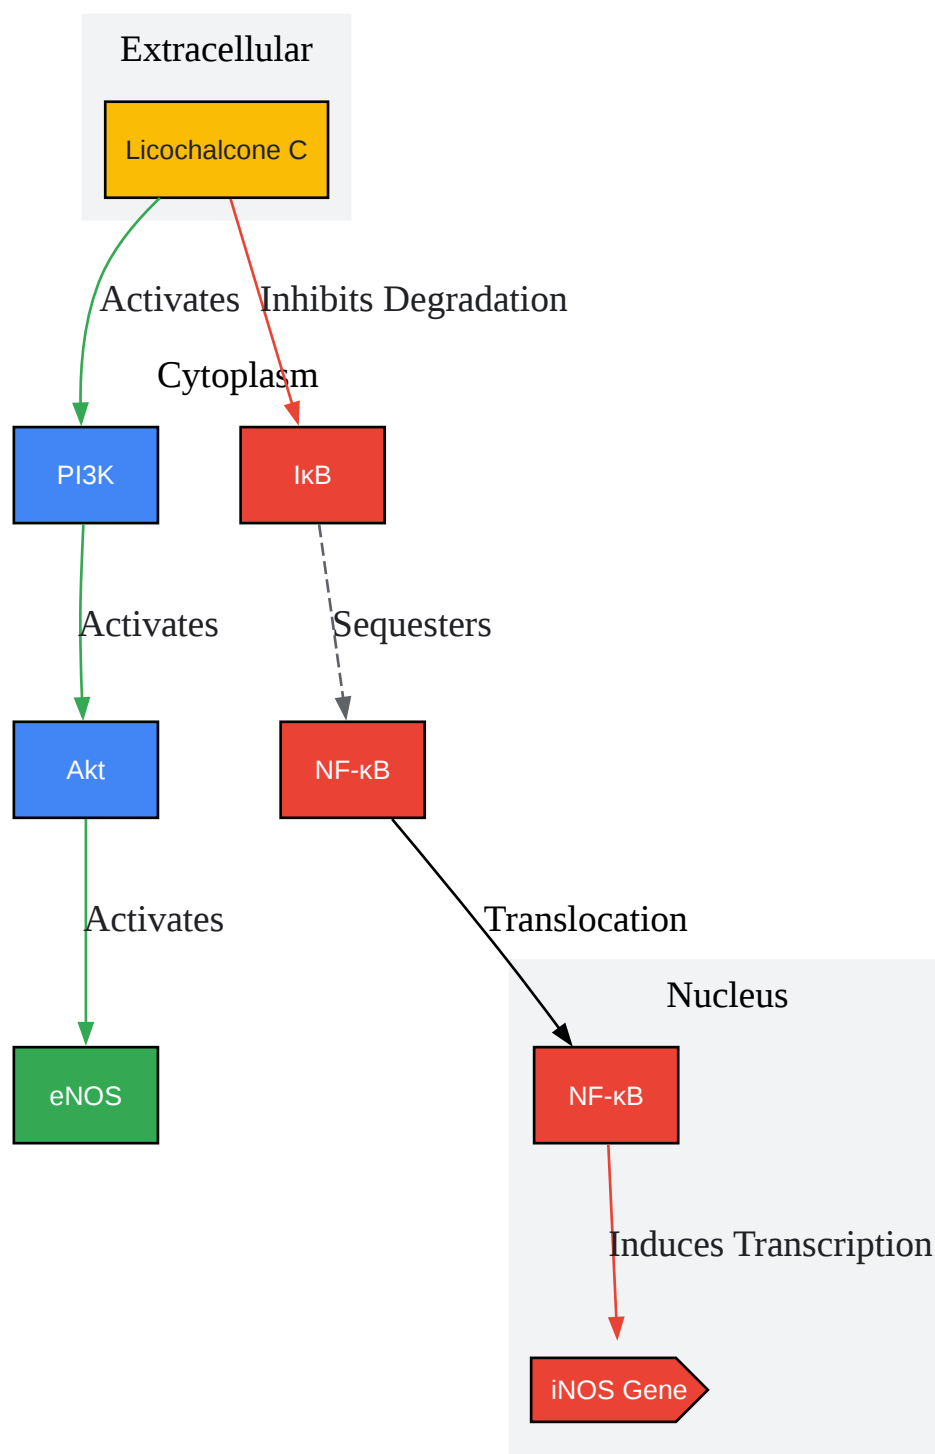 Extracellular
Licochalcone C
Activates
Inhibits Degradation
Cytoplasm
PI3K
IκB
Activates
Sequesters
Akt
NF-κB
Activates
Translocation
Nucleus
eNOS
NF-κB
Induces Transcription
iNOS Gene